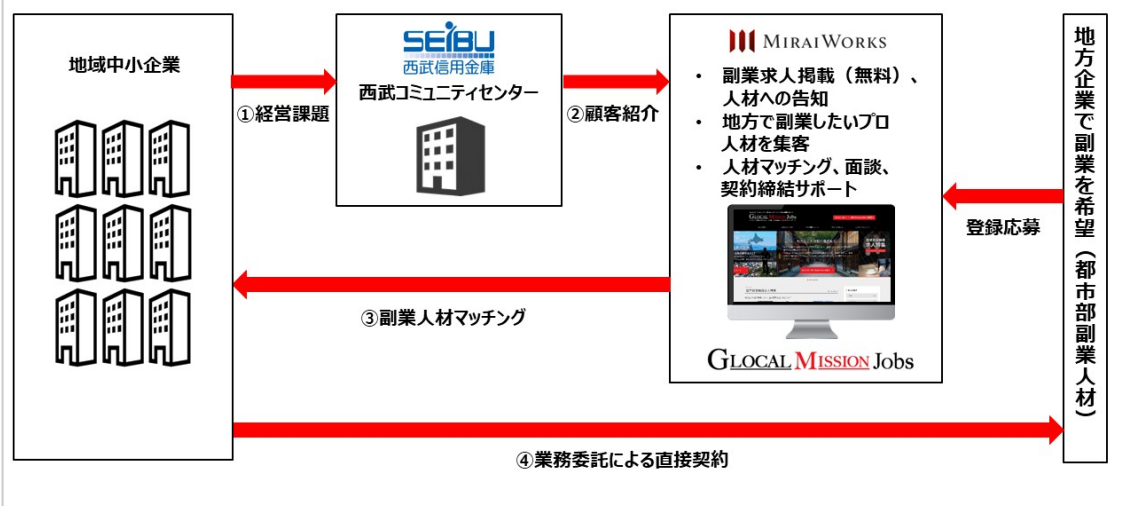 地域中小企業
①経営課題
SEIBU
西武信用金庫
西武コミュニティセンター
②顧客紹介
MIRAIWORKS
・ 副業求人掲載（無料）、
人材への告知
・ 地方で副業したいプロ
人材を集客
・ 人材マッチング、面談、
契約締結サポート
GLOCAL MISSION Jobs
GLOCAL MISSION Jobs
登録応募
地方企業で副業を希望（都市部副業人材）
③副業人材マッチング
④業務委託による直接契約